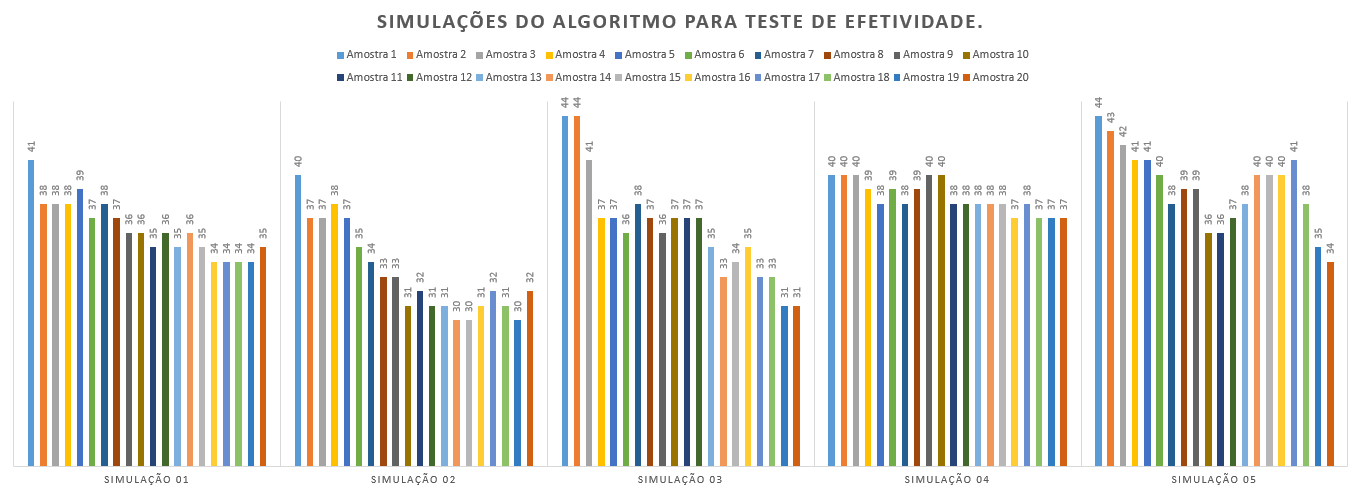 SIMULAÇÕES DO ALGORITMO PARA TESTE DE EFETIVIDADE.
Amostra 1 Amostra 2 Amostra 3 Amostra 4 Amostra 5 Amostra 6 Amostra 7 Amostra 8 Amostra 9 Amostra 10
Amostra 11 Amostra 12 Amostra 13 Amostra 14 Amostra 15 Amostra 16 Amostra 17 Amostra 18 Amostra 19 Amostra 20
41 38 38 38 39 37 38 37 36 36 35 36 35 36 35 34 34 34 34 35
40 37 37 38 37 35 34 33 33 31 32 31 31 30 30 31 32 31 30 32
44 44 41 37 37 36 38 37 36 37 37 37 35 33 34 35 33 33 31 31
40 40 40 39 38 39 38 39 40 40 38 38 38 38 38 37 38 37 37 37
44 43 42 41 41 40 38 39 39 36 36 37 38 40 40 40 41 38 35 34
SIMULAÇÃO 01 SIMULAÇÃO 02 SIMULAÇÃO 03 SIMULAÇÃO 04 SIMULAÇÃO 05